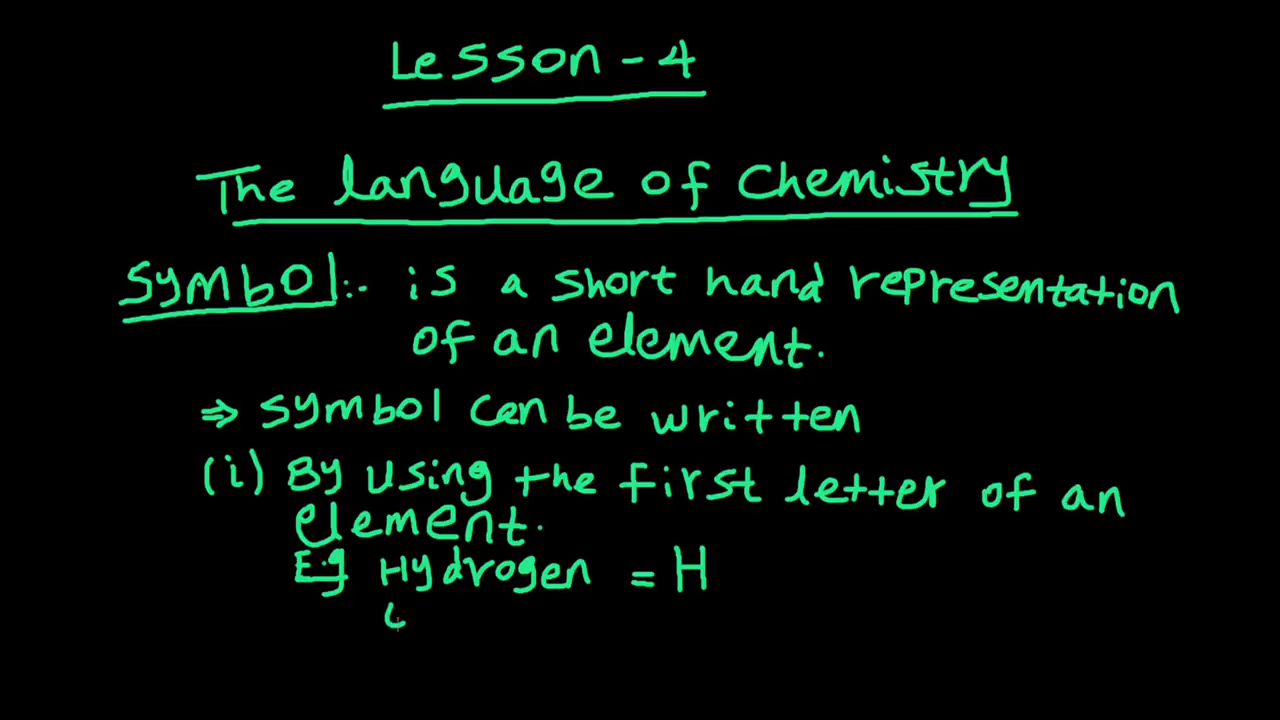 Lesson - 4
The language of Chemistry
Symbol:- is a short hand representation
of an element.
⇒ symbol can be written
(i) By using the first letter of an
element.
E.g Hydrogen = H